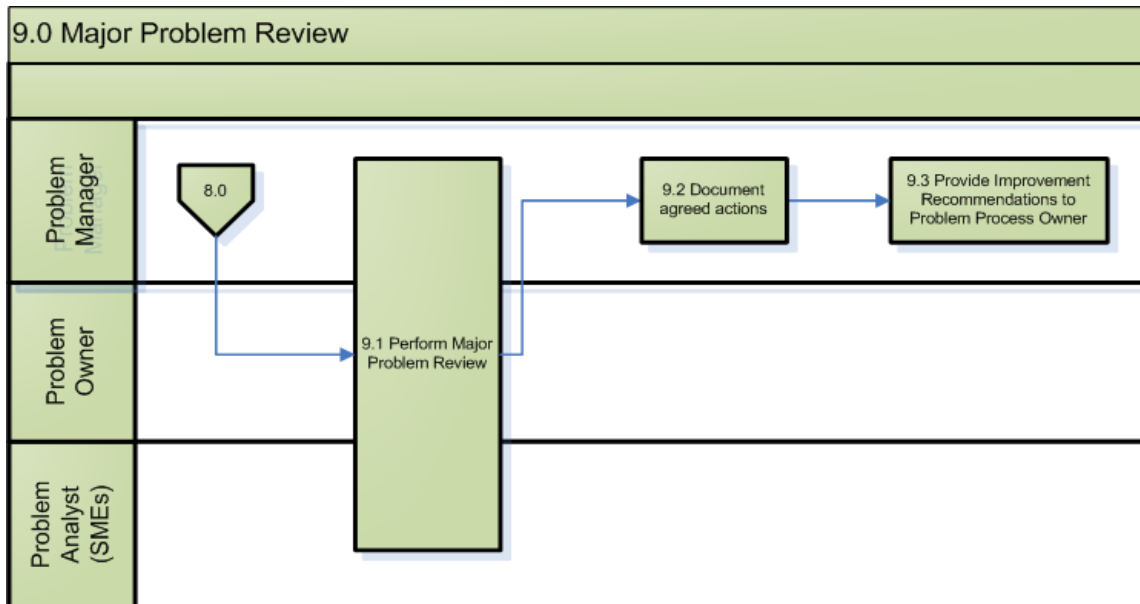 9.0 Major Problem Review
Problem
Manager
8.0
9.2 Document
agreed actions
9.3 Provide Improvement
Recommendations to
Problem Process Owner
Problem
Owner
9.1 Perform Major
Problem Review
Problem
Analyst
(SMEs)